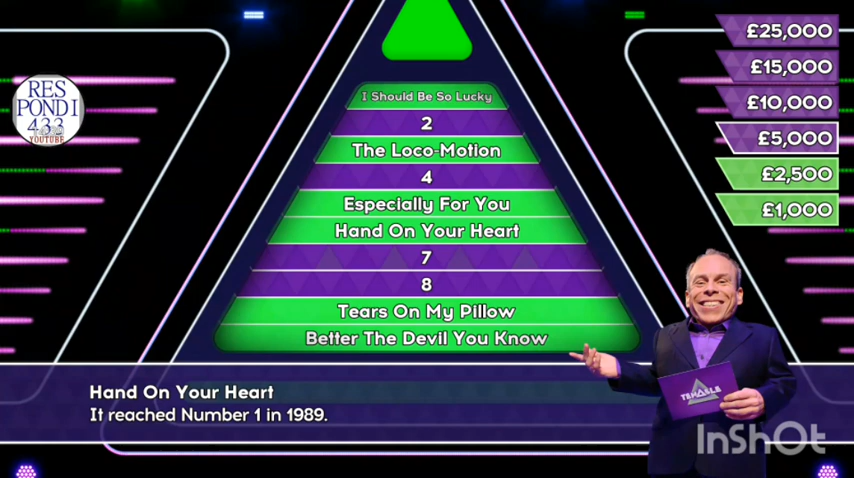 £25,000
£15,000
£10,000
£5,000
£2,500
£1,000
RES
PONDI
433
YOUTUBE
I Should Be So Lucky
2
The Loco-Motion
4
Especially For You
Hand On Your Heart
7
8
Tears On My Pillow
Better The Devil You Know
Hand On Your Heart
It reached Number 1 in 1989.
TENABLE
InShOt